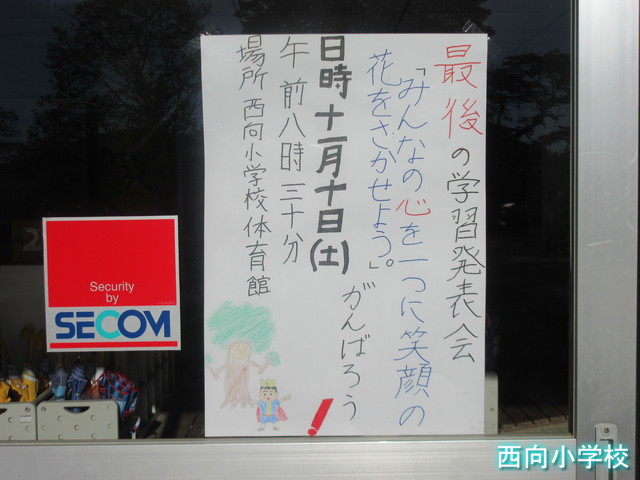 最後の学習発表会
「みんなの心を一つに笑顔の
花をさかせよう」。
がんばろう!
日時 十一月十日(土)
午前八時三十分
場所 西向小学校体育館
Security
by
SECOM
西向小学校